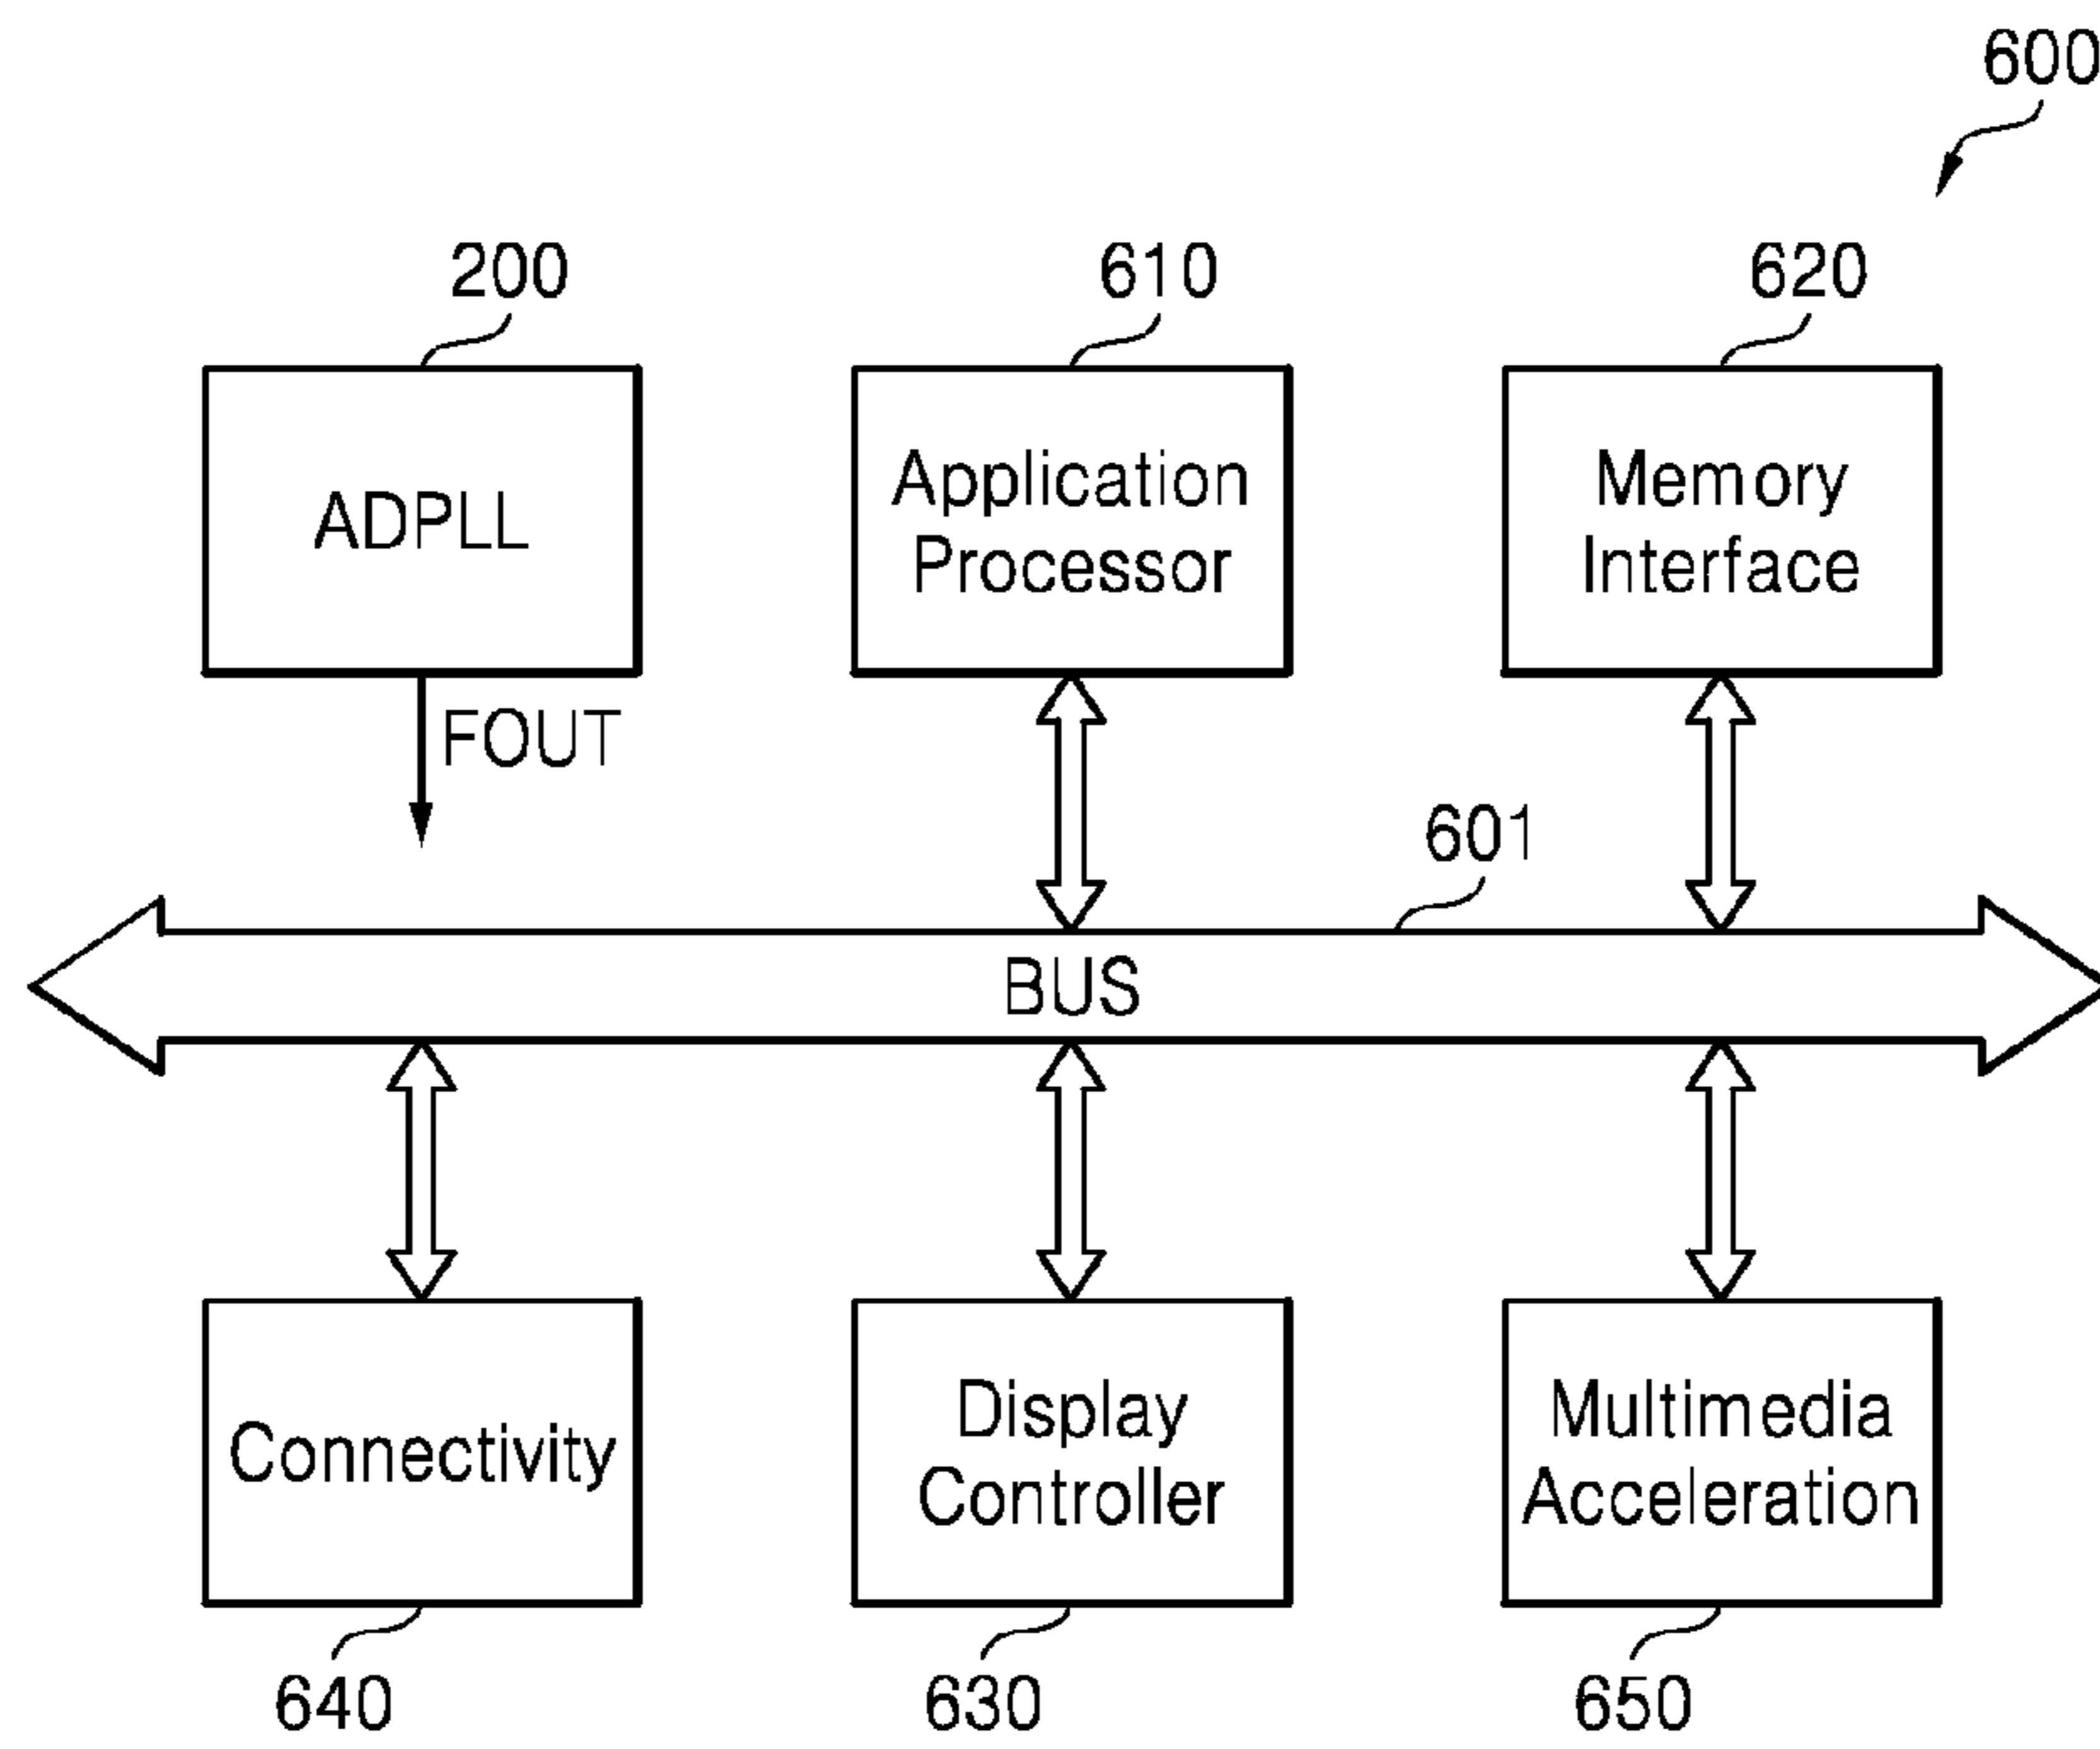 600
200
610
620
ADPLL
Application
Processor
Memory
Interface
FOUT
601
BUS
Connectivity
Display
Controller
Multimedia
Acceleration
640
630
650